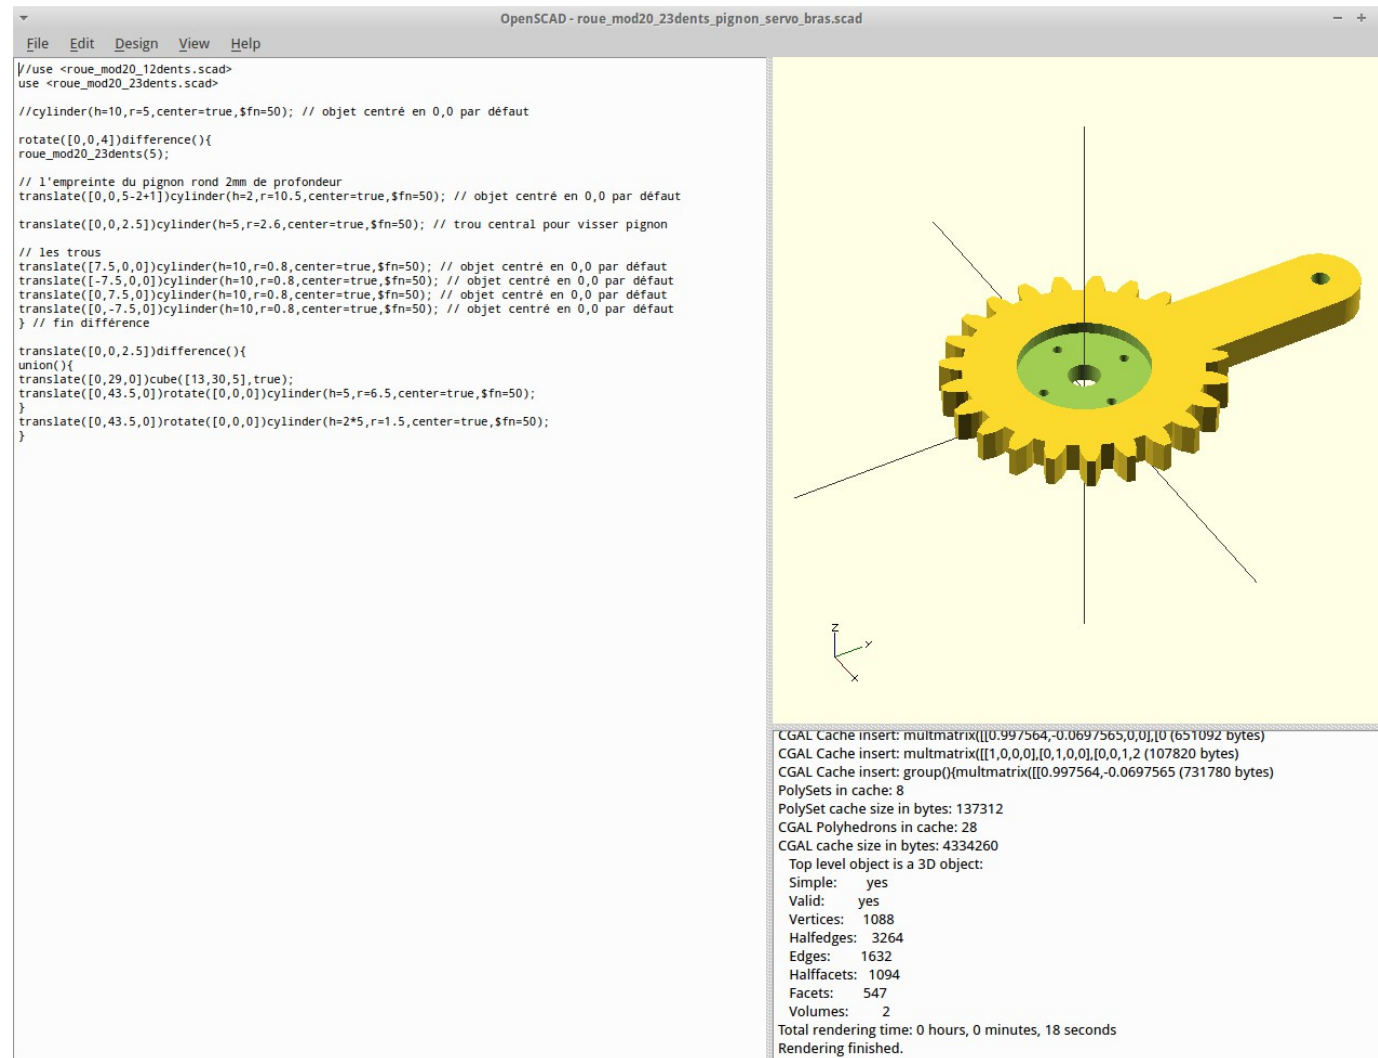 OpenSCAD - roue_mod20_23dents_pignon_servo_bras.scad
File Edit Design View Help
//use <roue_mod20_12dents.scad>
use <roue_mod20_23dents.scad>
//cylinder(h=10,r=5,center=true,$fn=50); // objet centré en 0,0 par défaut
rotate([0,0,4])difference(){
roue_mod20_23dents(5);
// l'empreinte du pignon rond 2mm de profondeur
translate([0,0,5-2+1])cylinder(h=2,r=10.5,center=true,$fn=50); // objet centré en 0,0 par défaut
translate([0,0,2.5])cylinder(h=5,r=2.6,center=true,$fn=50); // trou central pour visser pignon
// les trous
translate([7.5,0,0])cylinder(h=10,r=0.8,center=true,$fn=50); // objet centré en 0,0 par défaut
translate([-7.5,0,0])cylinder(h=10,r=0.8,center=true,$fn=50); // objet centré en 0,0 par défaut
translate([0,7.5,0])cylinder(h=10,r=0.8,center=true,$fn=50); // objet centré en 0,0 par défaut
translate([0,-7.5,0])cylinder(h=10,r=0.8,center=true,$fn=50); // objet centré en 0,0 par défaut
} // fin différence
translate([0,0,2.5])difference(){
union(){
translate([0,29,0])cube([13,30,5],true);
translate([0,43.5,0])rotate([0,0,0])cylinder(h=5,r=6.5,center=true,$fn=50);
}
translate([0,43.5,0])rotate([0,0,0])cylinder(h=2*5,r=1.5,center=true,$fn=50);
}
Z
Y
X
CGAL Cache insert: multmatrix([[0.997564,-0.0697565,0,0],[0 (651092 bytes)
CGAL Cache insert: multmatrix([[1,0,0,0],[0,1,0,0],[0,0,1,2 (107820 bytes)
CGAL Cache insert: group(){multmatrix([[0.997564,-0.0697565 (731780 bytes)
PolySets in cache: 8
PolySet cache size in bytes: 137312
CGAL Polyhedrons in cache: 28
CGAL cache size in bytes: 4334260
Top level object is a 3D object:
Simple: yes
Valid: yes
Vertices: 1088
Halfedges: 3264
Edges: 1632
Halffacets: 1094
Facets: 547
Volumes: 2
Total rendering time: 0 hours, 0 minutes, 18 seconds
Rendering finished.